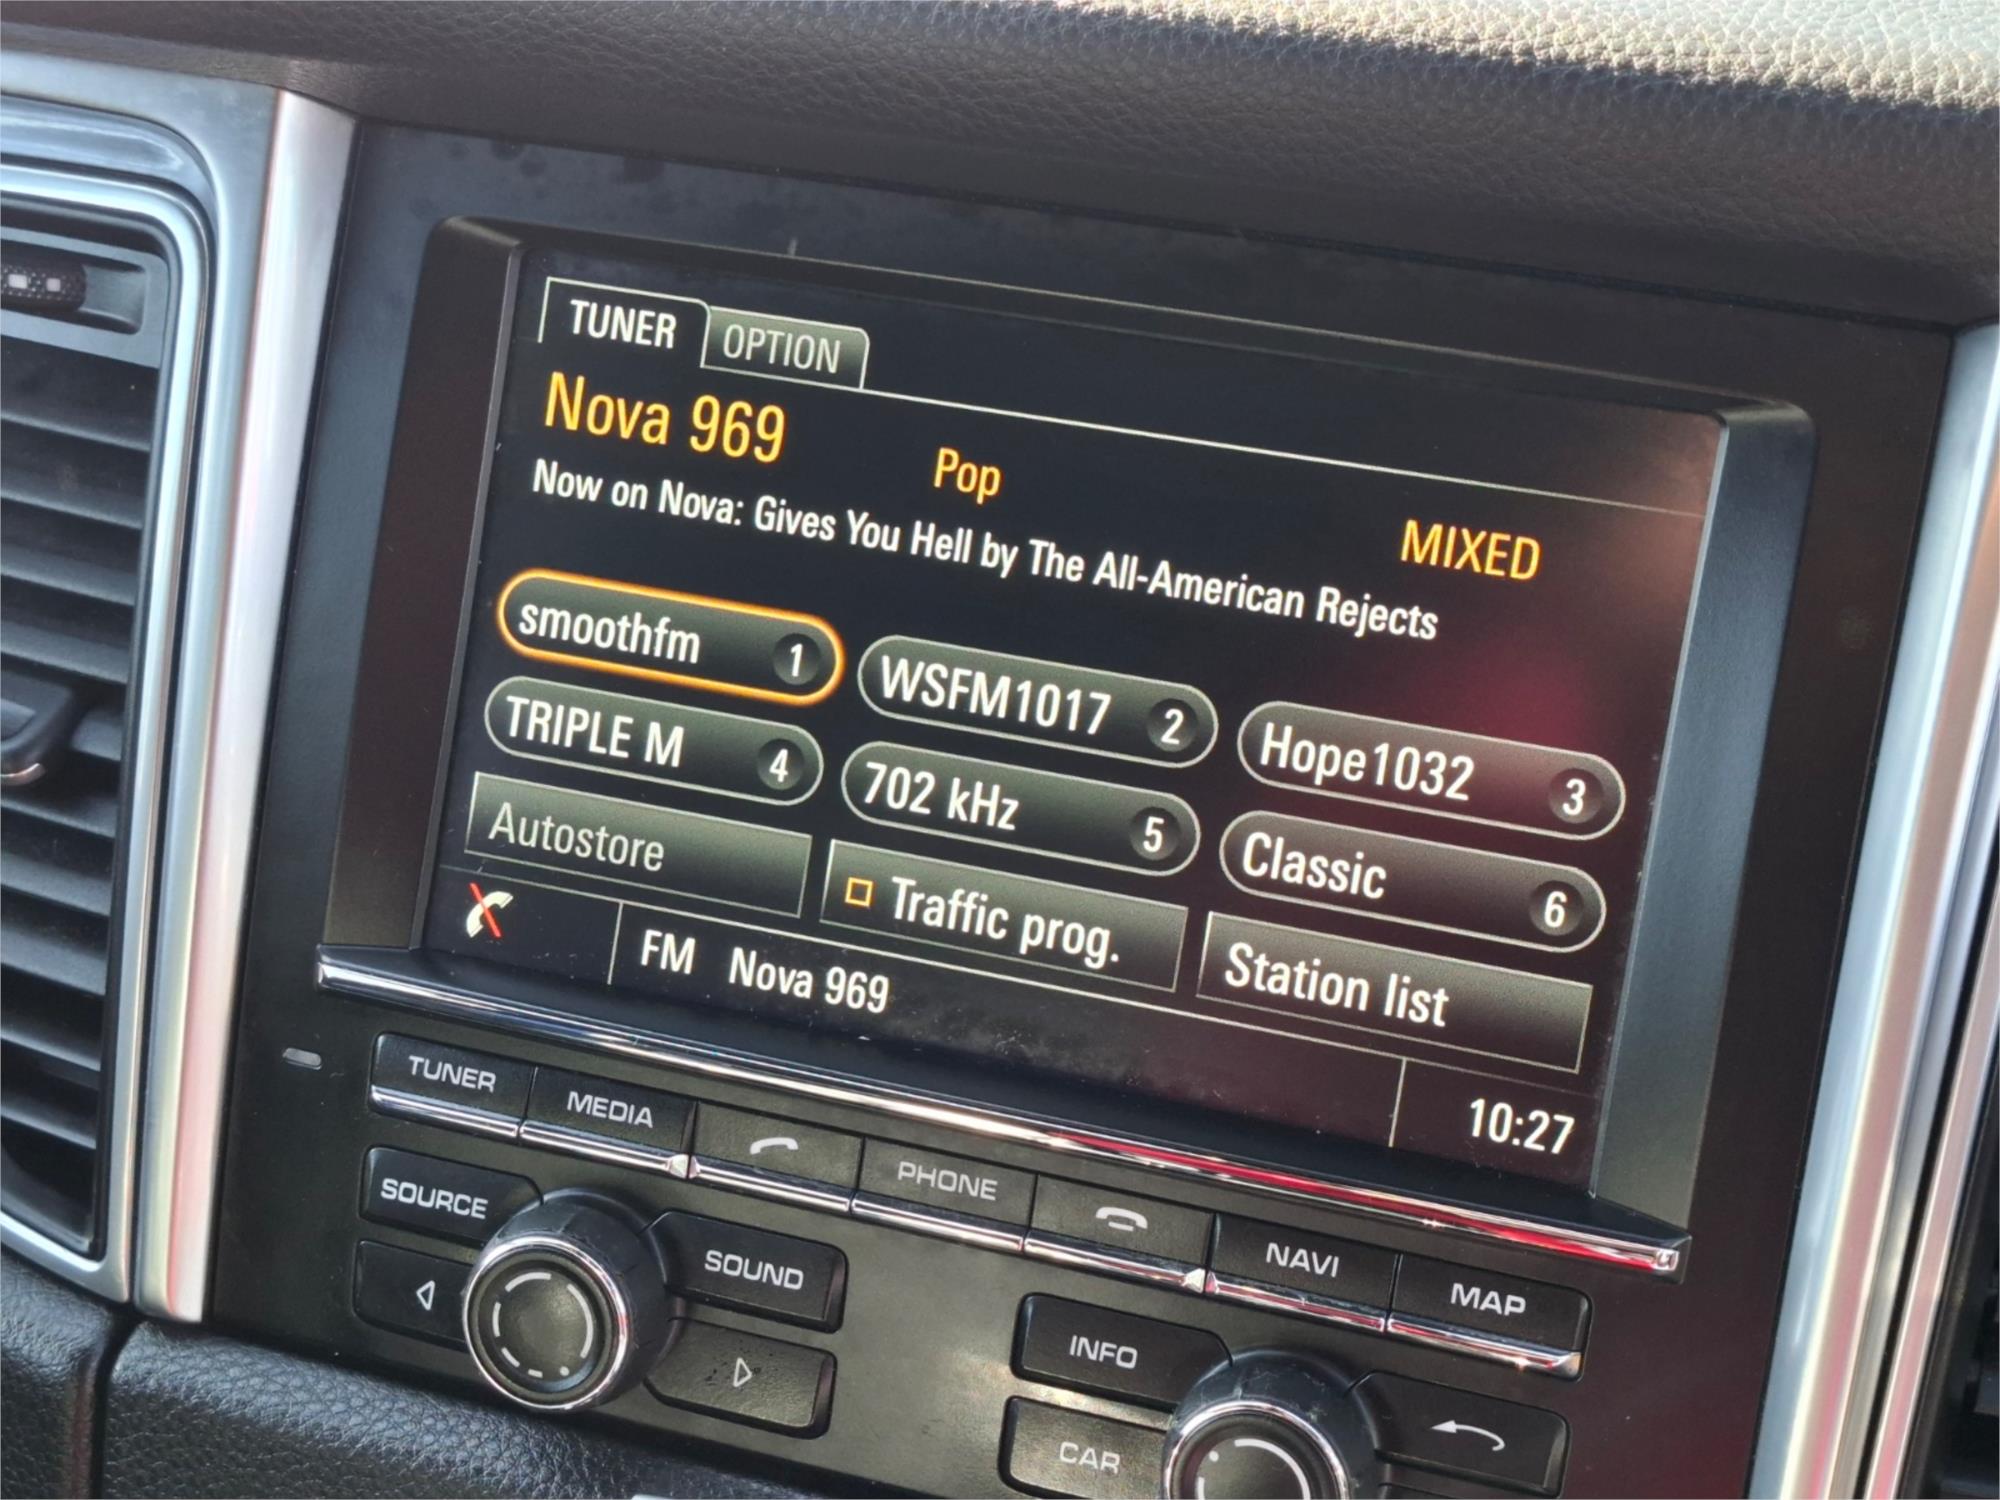 TUNER OPTION
Nova 969 Pop MIXED
Now on Nova: Gives You Hell by The All-American Rejects
smoothfm 1 WSFM1017 2 Hope1032 3
TRIPLE M 4 702 kHz 5 Classic 6
Autostore Traffic prog. Station list
FM Nova 969 10:27
TUNER MEDIA PHONE NAVI MAP
SOURCE SOUND INFO
CAR